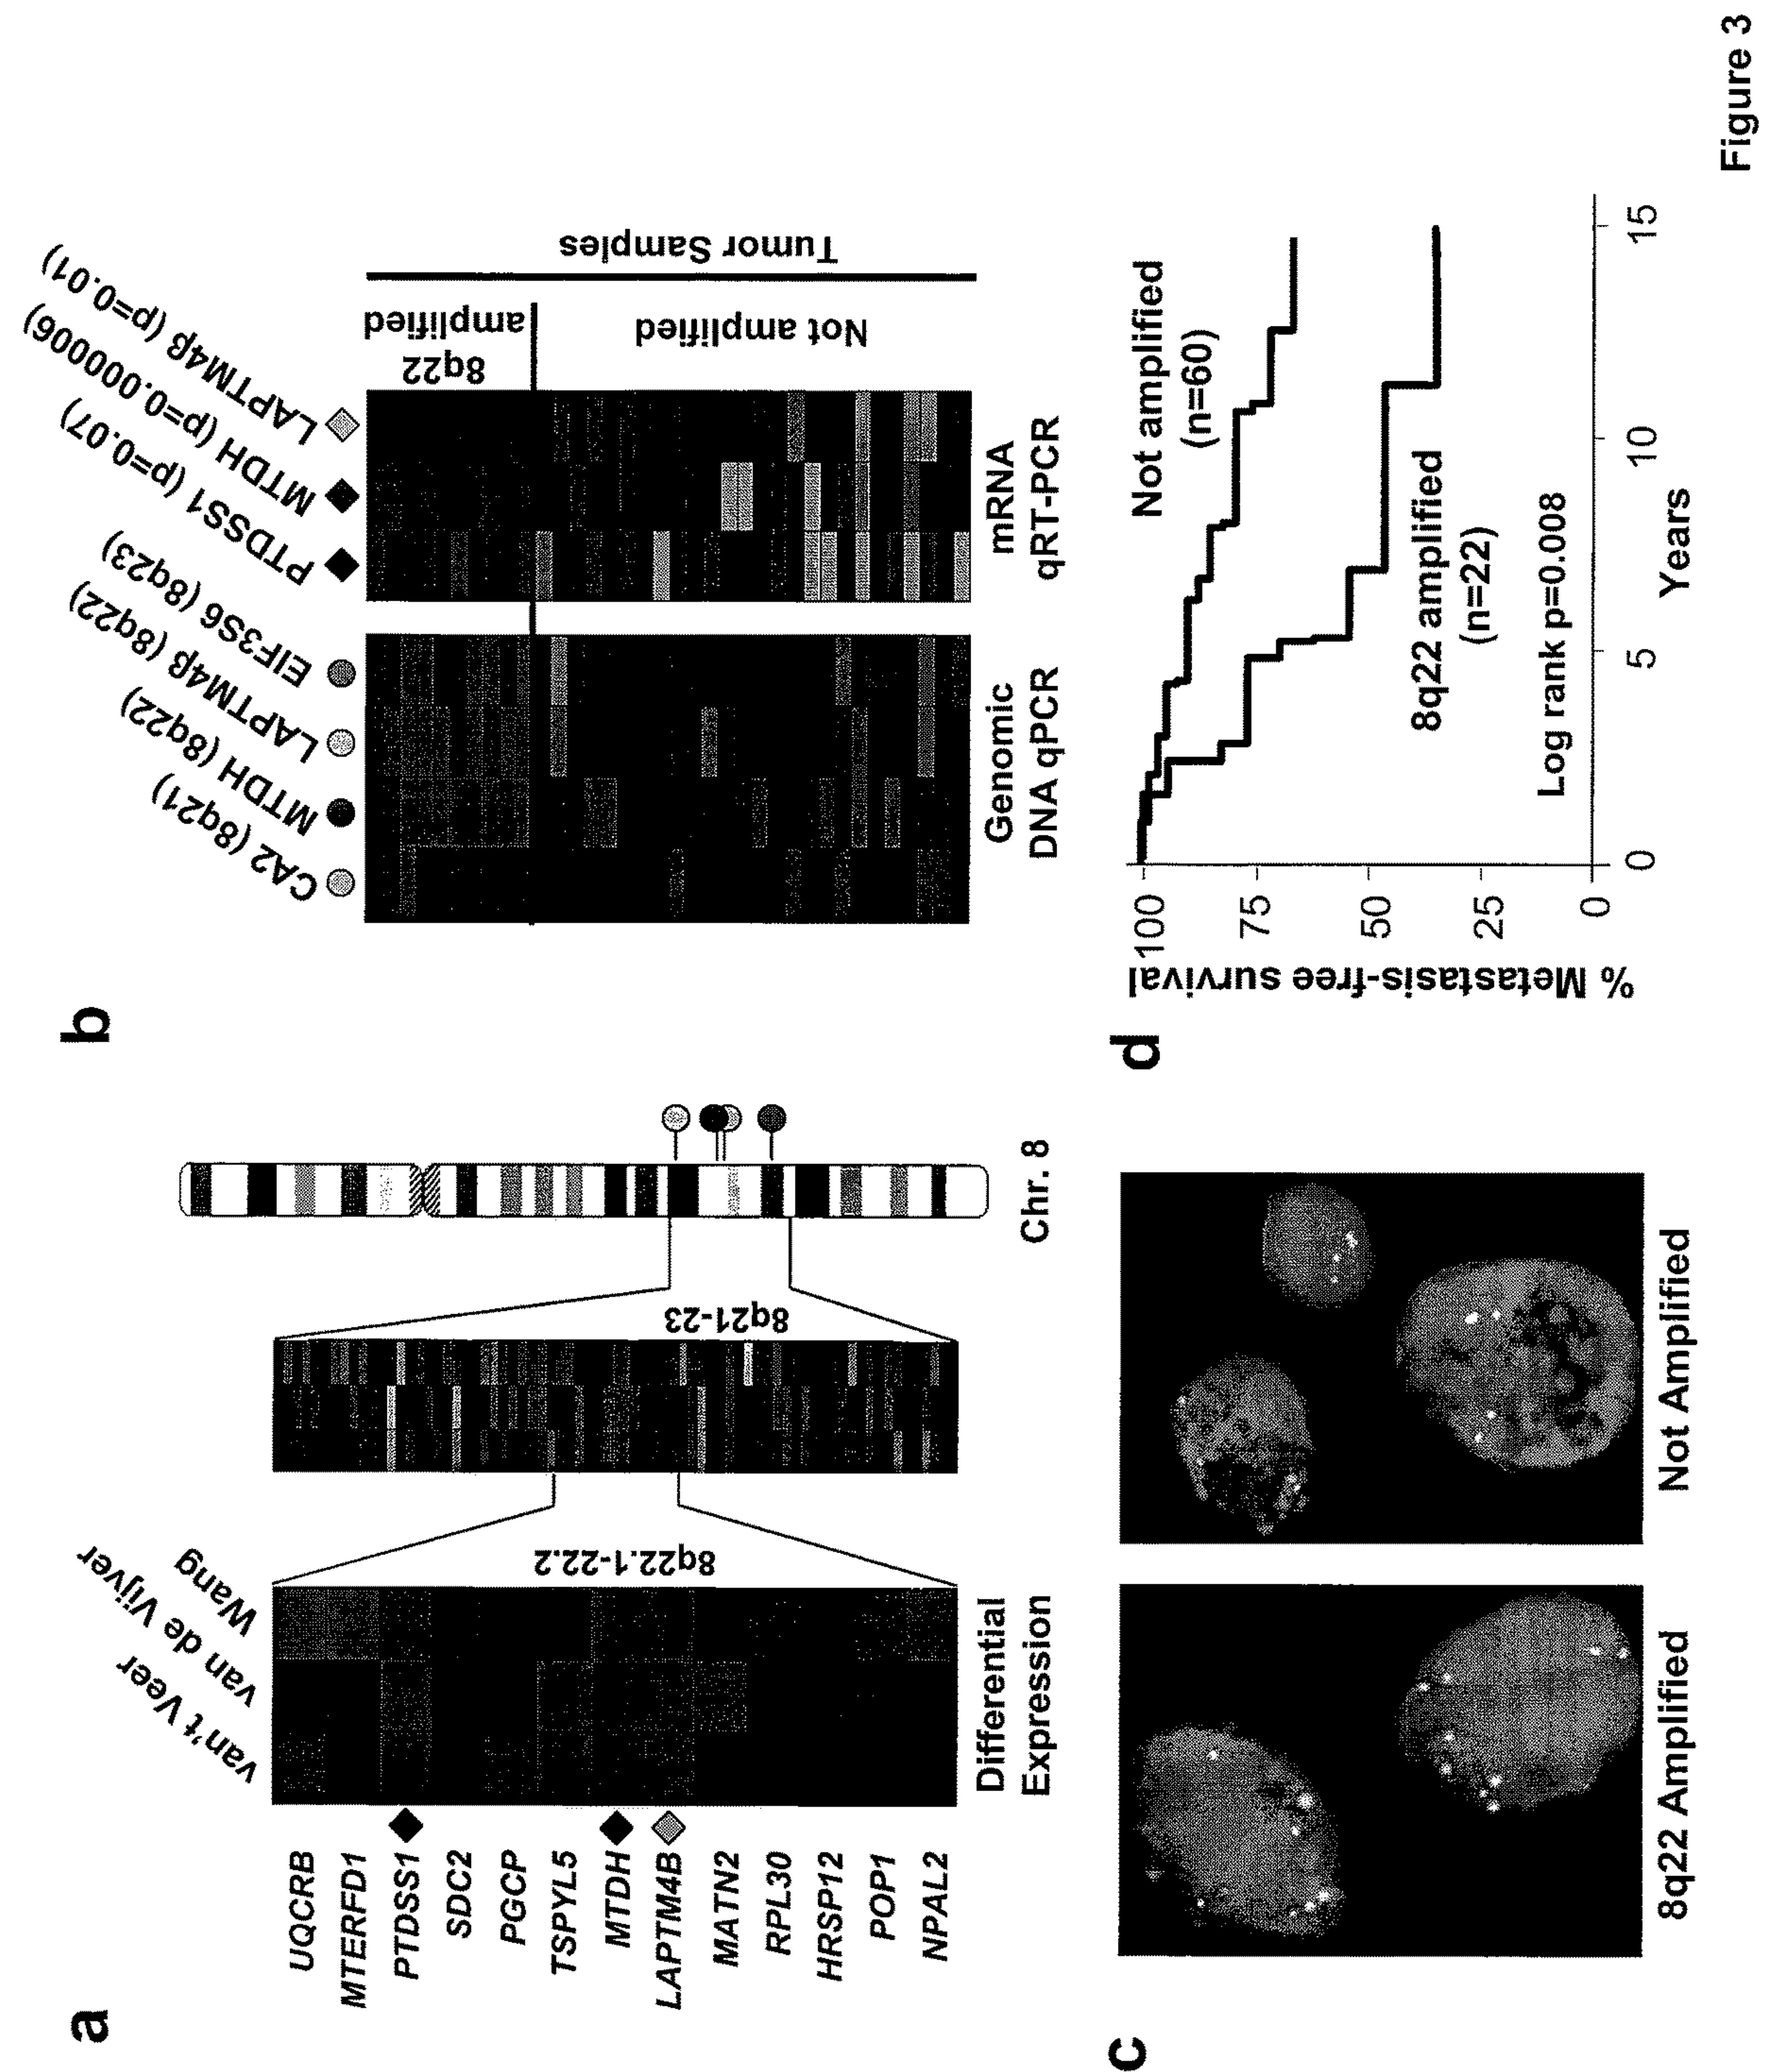 a
van't Veer
van de Vijver
Wang
UQCRB
MTERFD1
PTDSS1
SDC2
PGCP
TSPYL5
MTDH
LAPTM4B
MATN2
RPL30
HRSP12
POP1
NPAL2
8q22.1-22.2
8q21-23
Differential
Expression
Chr. 8
b
CA2 (8q21)
MTDH (8q22)
LAPTM4β (8q22)
EIF3S6 (8q23)
PTDSS1 (p=0.07)
MTDH (p=0.000006)
LAPTM4β (p=0.01)
8q22
amplified
Not amplified
Tumor Samples
Genomic
DNA qPCR
mRNA
qRT-PCR
c
8q22 Amplified
Not Amplified
d
% Metastasis-free survival
100
75
50
25
0
Not amplified
(n=60)
8q22 amplified
(n=22)
Log rank p=0.008
0
5
10
15
Years
Figure 3